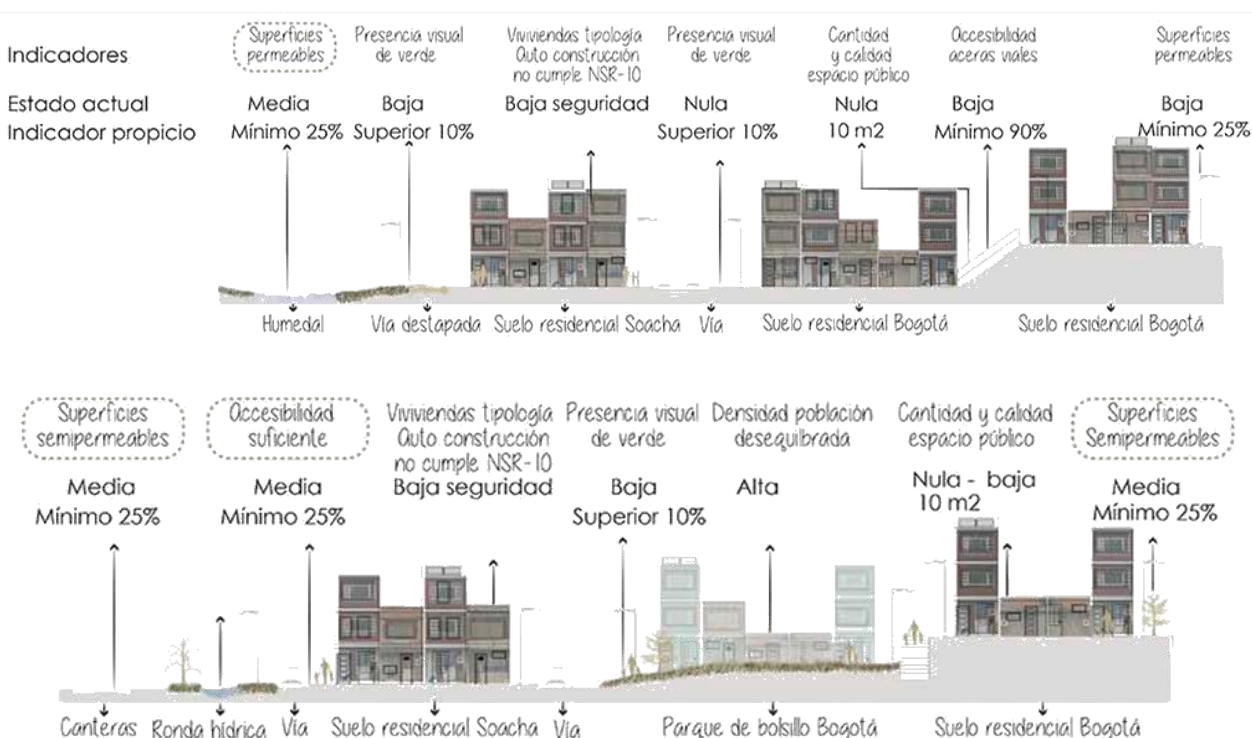 Indicadores
Superficies
permeables
Presencia visual
de verde
Viviendas tipología
Auto construcción
no cumple NSR-10
Presencia visual
de verde
Cantidad
y calidad
espacio público
Accesibilidad
aceras viales
Superficies
permeables
Estado actual
Media
Baja
Baja seguridad
Nula
Nula
Baja
Baja
Indicador propicio
Mínimo 25%
Superior 10%
Superior 10%
10 m2
Mínimo 90%
Mínimo 25%
Humedal
Vía destapada
Suelo residencial Soacha
Vía
Suelo residencial Bogotá
Suelo residencial Bogotá
Superficies
semipermeables
Accesibilidad
suficiente
Viviviendas tipología
Auto construcción
no cumple NSR-10
Presencia visual
de verde
Densidad población
desequibrada
Cantidad y calidad
espacio público
Superficies
Semipermeables
Media
Media
Baja seguridad
Baja
Alta
Nula - baja
Media
Mínimo 25%
Mínimo 25%
Superior 10%
10 m2
Mínimo 25%
Canteras
Ronda hídrica
Vía
Suelo residencial Soacha
Vía
Parque de bolsillo Bogotá
Suelo residencial Bogotá